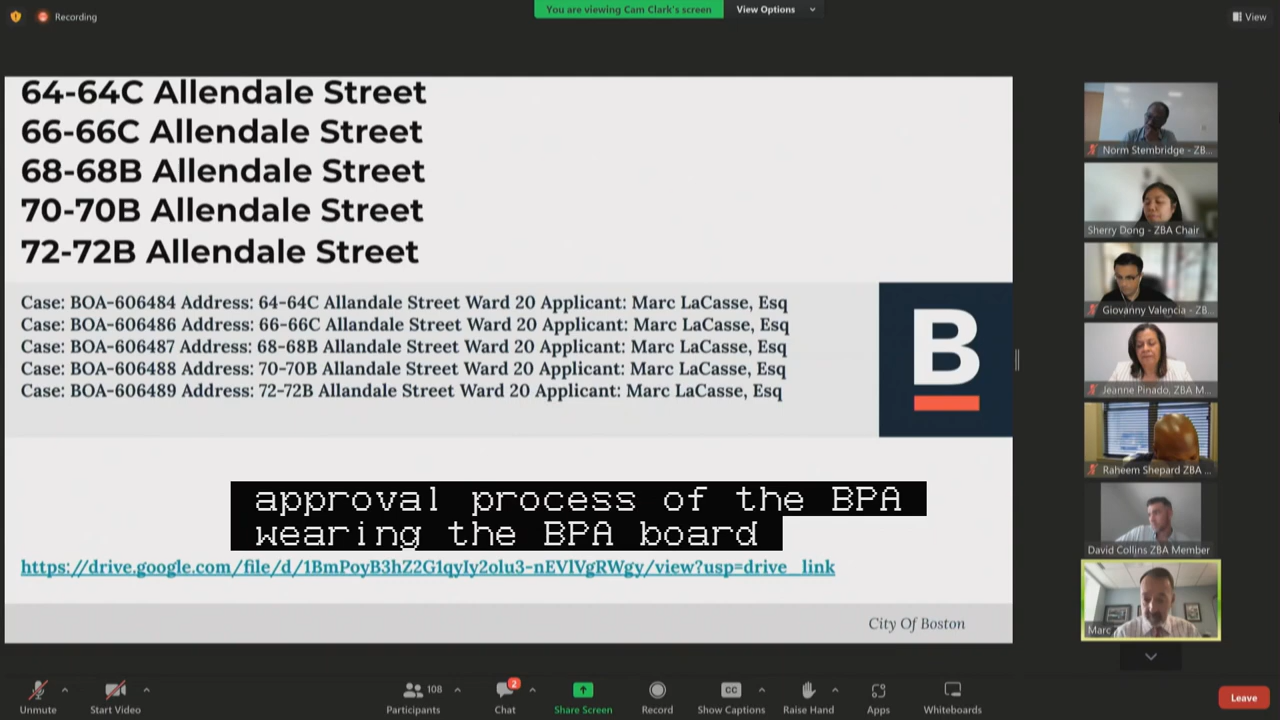 Recording
You are viewing Cam Clark's screen
View Options
View
64-64C Allendale Street
66-66C Allendale Street
68-68B Allendale Street
70-70B Allendale Street
72-72B Allendale Street
Case: BOA-606484 Address: 64-64C Allandale Street Ward 20 Applicant: Marc LaCasse, Esq
Case: BOA-606486 Address: 66-66C Allandale Street Ward 20 Applicant: Marc LaCasse, Esq
Case: BOA-606487 Address: 68-68B Allandale Street Ward 20 Applicant: Marc LaCasse, Esq
Case: BOA-606488 Address: 70-70B Allandale Street Ward 20 Applicant: Marc LaCasse, Esq
Case: BOA-606489 Address: 72-72B Allandale Street Ward 20 Applicant: Marc LaCasse, Esq
B
approval process of the BPA
wearing the BPA board
https://drive.google.com/file/d/1BmPoyB3hZ2G1qyIy2olu3-nEVlVgRWgy/view?usp=drive_link
City Of Boston
Norm Stembridge - ZB...
Sherry Dong - ZBA Chair
Giovanny Valencia - ZB...
Jeanne Pinado, ZBA M...
Raheem Shepard ZBA ...
David Collins ZBA Member
Marc
Unmute
Start Video
108
Participants
2
Chat
Share Screen
Record
CC
Show Captions
Raise Hand
Apps
Whiteboards
Leave